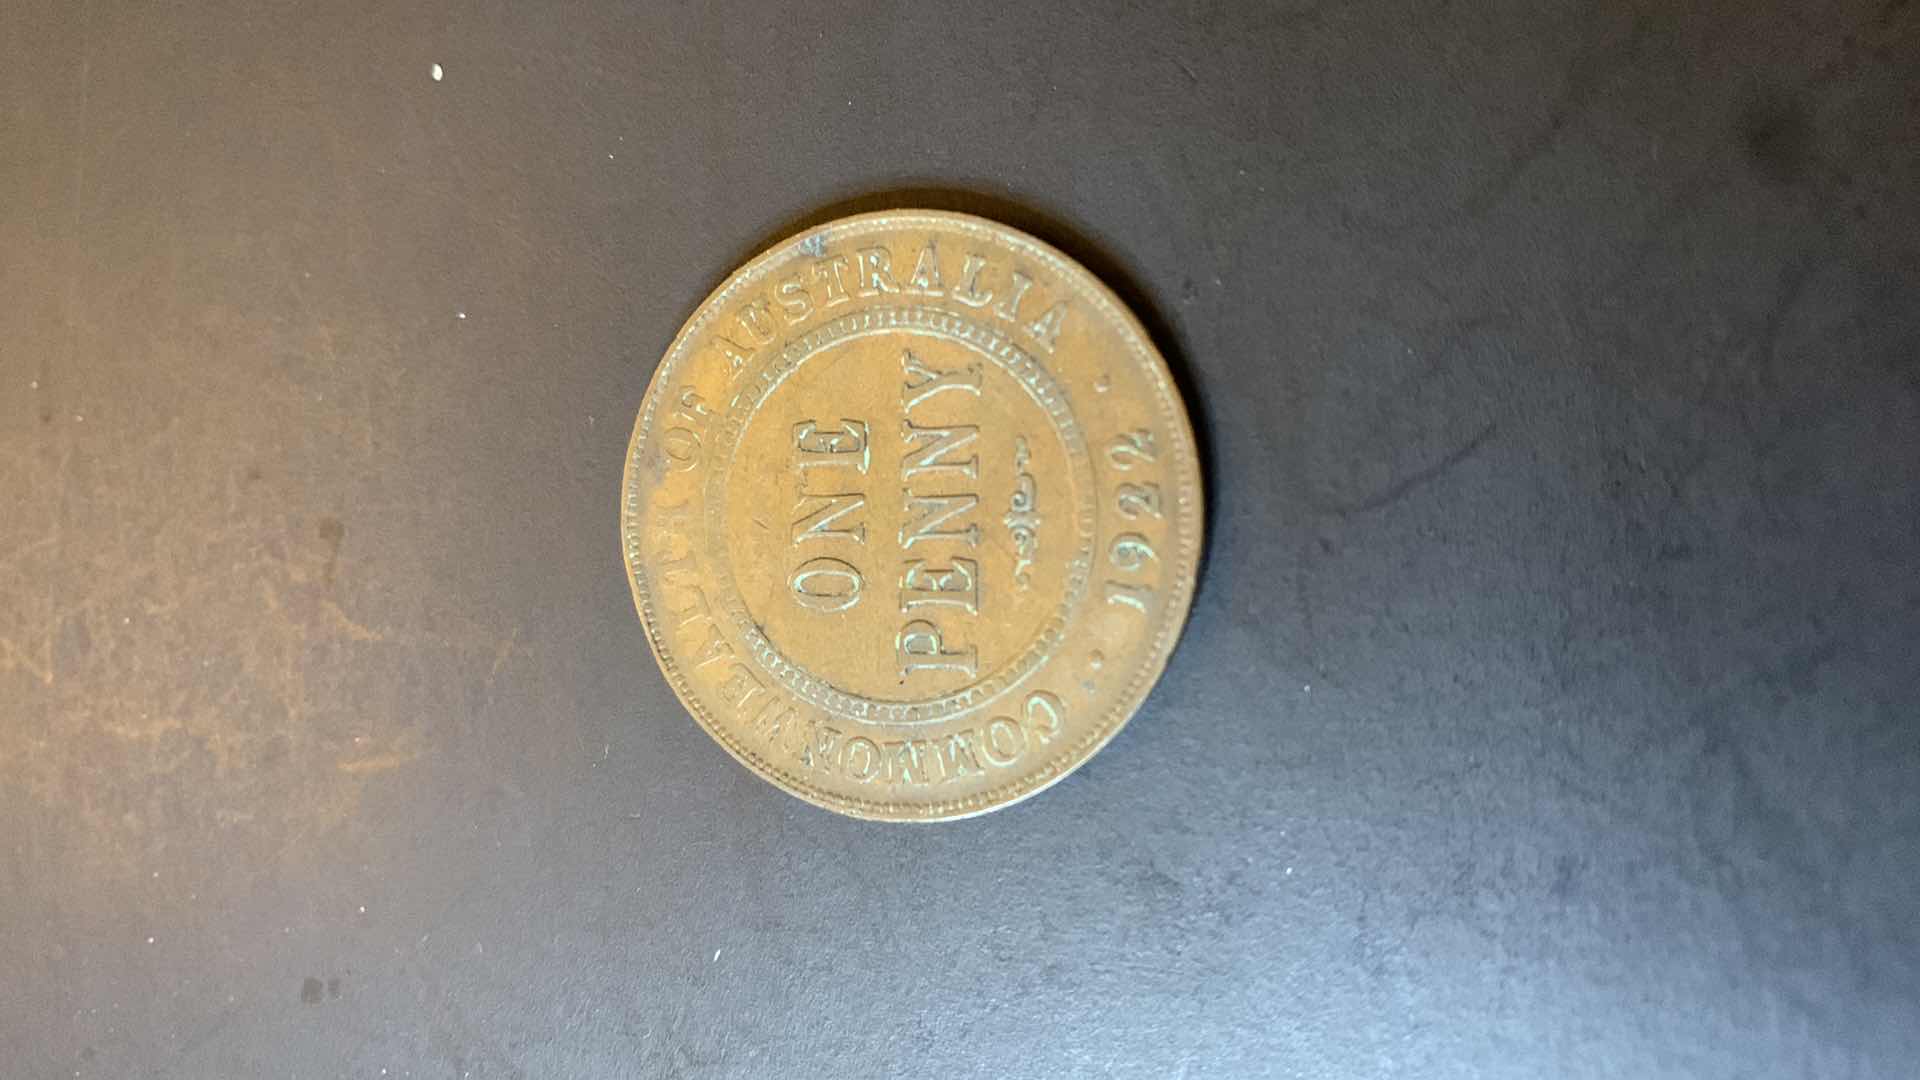 COMMONWEALTH OF AUSTRALIA
ONE
PENNY
1922